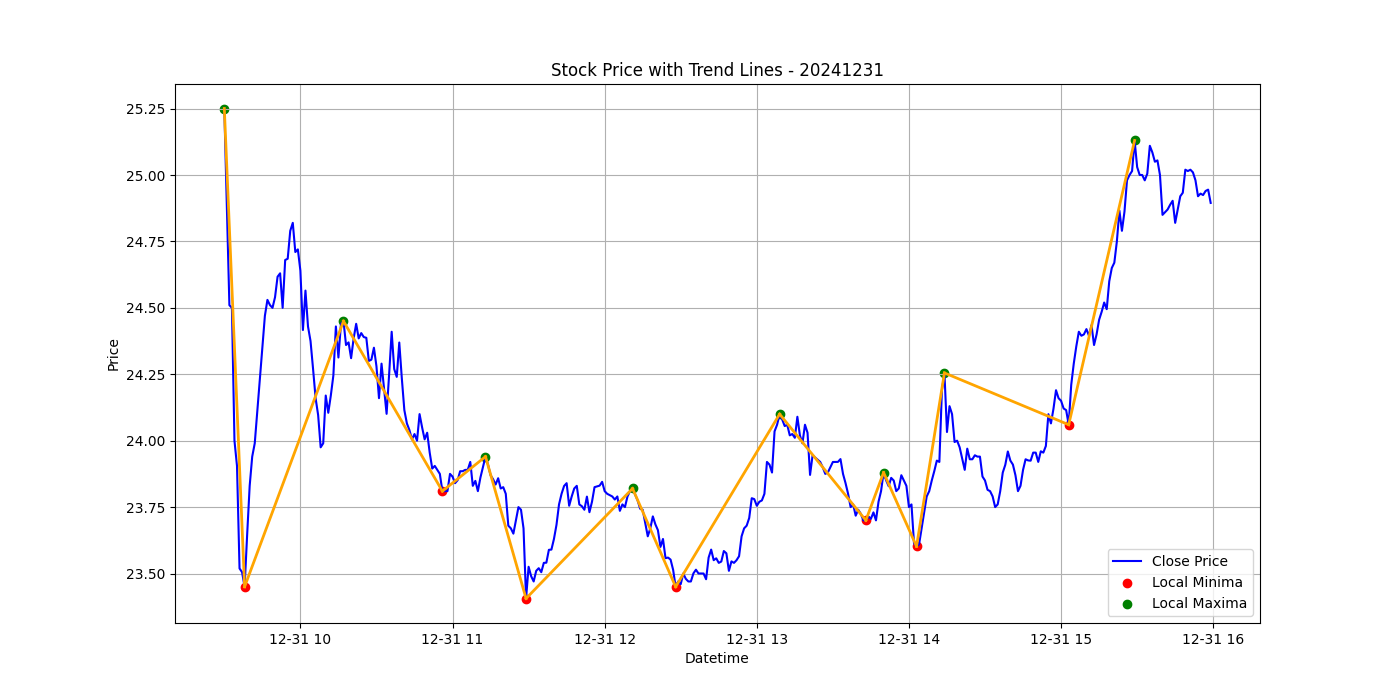 Stock Price with Trend Lines - 20241231
Price
25.25
25.00
24.75
24.50
24.25
24.00
23.75
23.50
12-31 10
12-31 11
12-31 12
12-31 13
12-31 14
12-31 15
12-31 16
Datetime
Close Price
Local Minima
Local Maxima